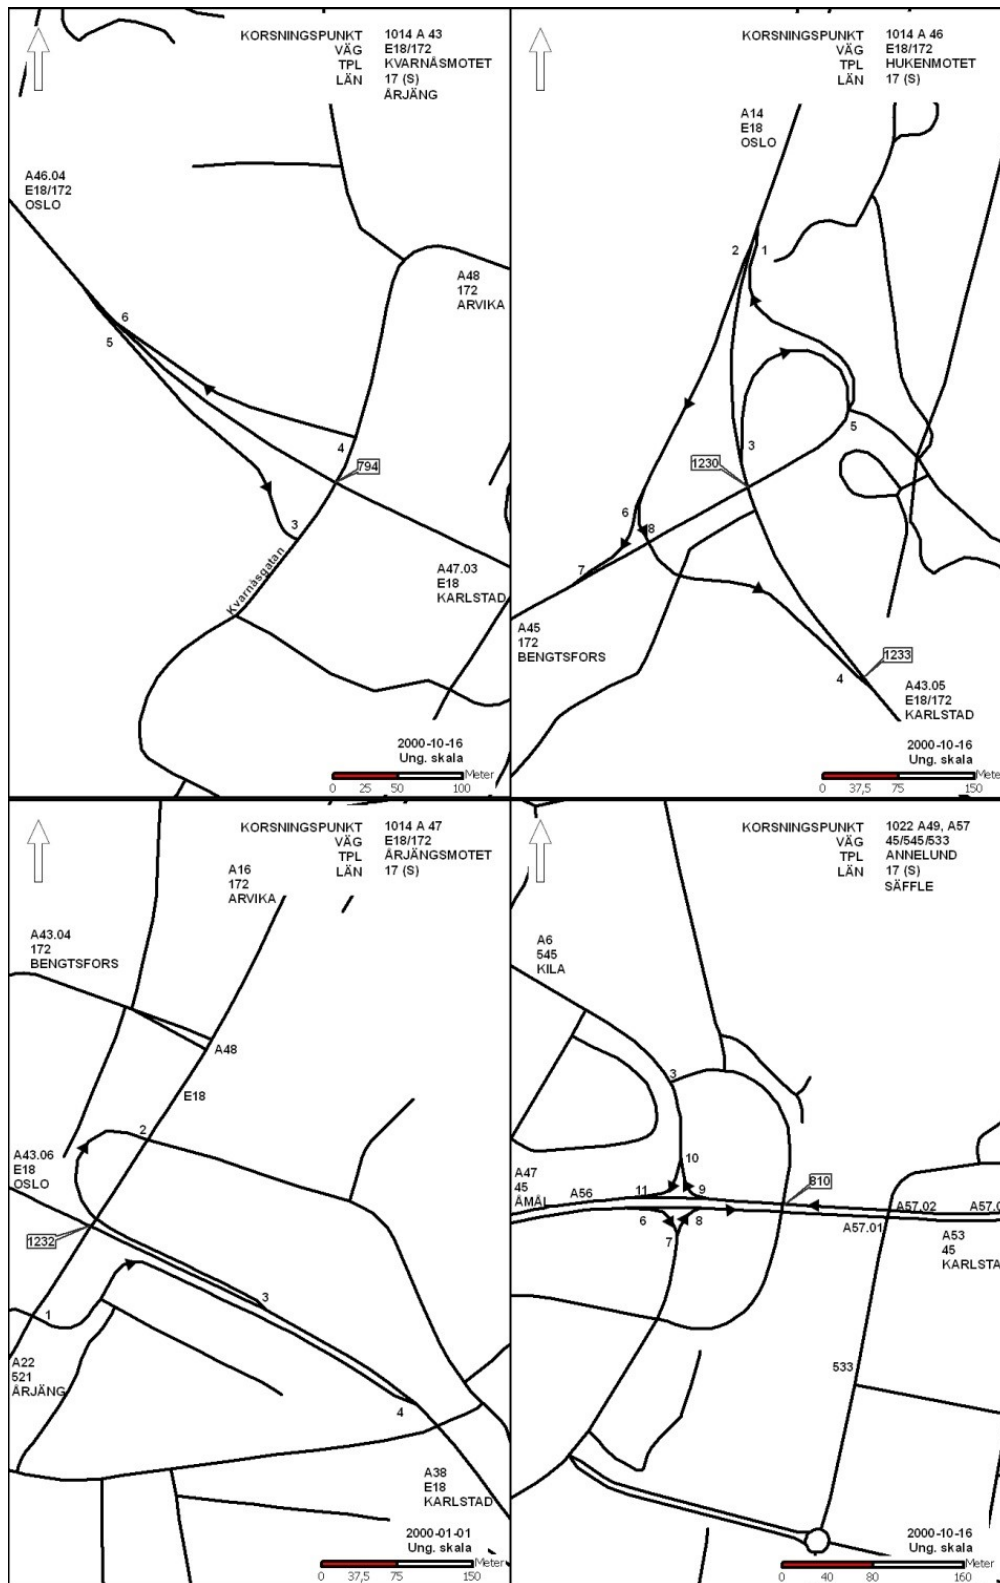 KORSNINGSPUNKT 1014 A 43
VÄG E18/172
TPL KVARNÅSMOTET
LÄN 17 (S)
ÅRJÄNG
A46.04
E18/172
OSLO
A48
172
ARVIKA
6
5
4
794
3
Kvarnåsgatan
A47.03
E18
KARLSTAD
2000-10-16
Ung. skala
Meter
0 25 50 100
KORSNINGSPUNKT 1014 A 46
VÄG E18/172
TPL HUKENMOTET
LÄN 17 (S)
A14
E18
OSLO
2 1
5
3
1230
6
8
7
A45
172
BENGTSFORS
1233
4
A43.05
E18/172
KARLSTAD
2000-10-16
Ung. skala
Meter
0 37,5 75 150
KORSNINGSPUNKT 1014 A 47
VÄG E18/172
TPL ÅRJÄNGSMOTET
LÄN 17 (S)
A16
172
ARVIKA
A43.04
172
BENGTSFORS
A48
E18
2
A43.06
E18
OSLO
1232
3
1
A22
521
ÅRJÄNG
4
A38
E18
KARLSTAD
2000-01-01
Ung. skala
Meter
0 37,5 75 150
KORSNINGSPUNKT 1022 A49, A57
VÄG 45/545/533
TPL ANNELUND
LÄN 17 (S)
SÄFFLE
A6
545
KILA
3
10
A47
45
ÅMÅL
A56
11 9
810
6 8
7
A57.02
A57.01
A57.0
A53
45
KARLSTA
533
2000-10-16
Ung. skala
Meter
0 40 80 160